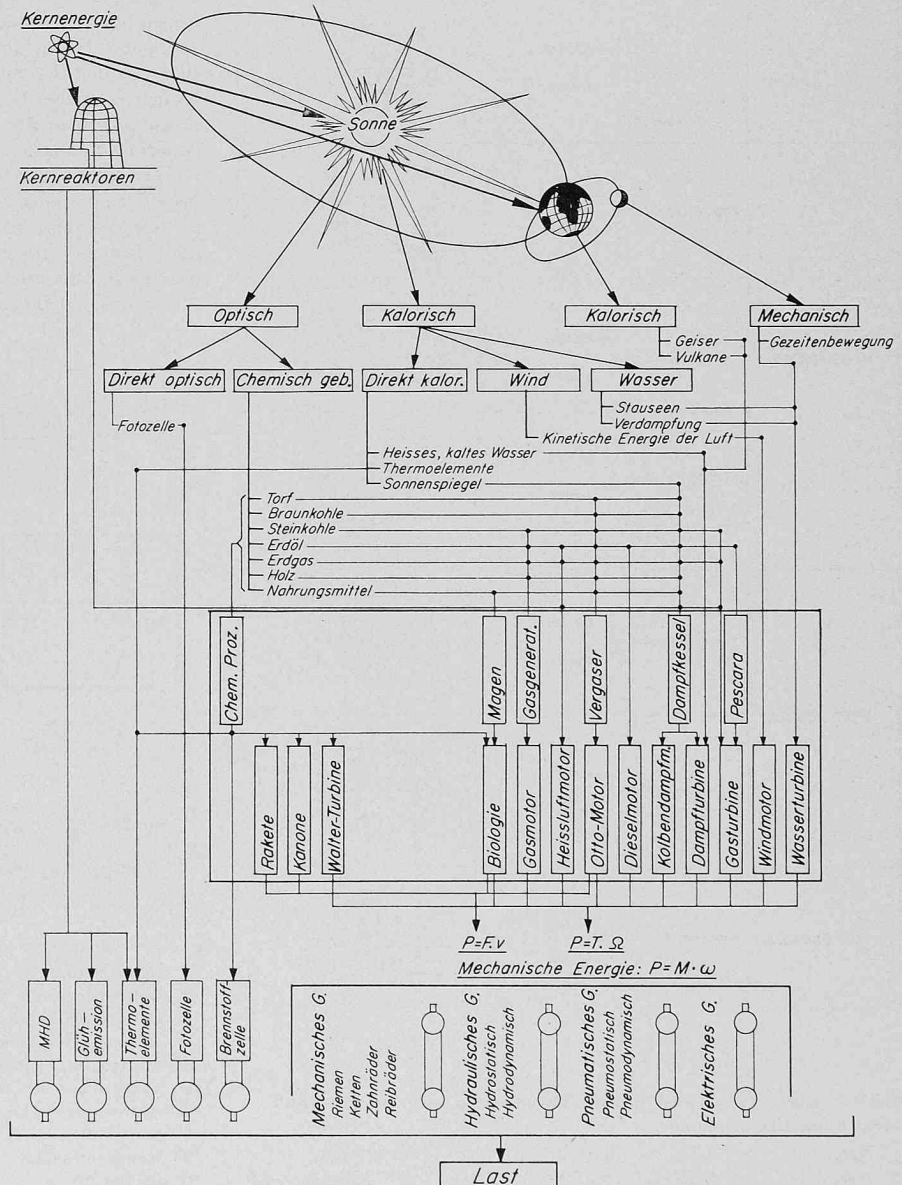 Kernenergie
Sonne
Kernreaktoren
Optisch
Kalorisch
Kalorisch
Mechanisch
Geiser
Vulkane
Gezeitenbewegung
Direkt optisch
Chemisch geb.
Direkt kalor.
Wind
Wasser
Fotozelle
Stauseen
Verdampfung
Kinetische Energie der Luft
Heisses, kaltes Wasser
Thermoelemente
Sonnenspiegel
Torf
Braunkohle
Steinkohle
Erdöl
Erdgas
Holz
Nahrungsmittel
Chem. Proz.
Magen
Gasgenerat.
Vergaser
Dampfkessel
Pescara
Rakete
Kanone
Walter-Turbine
Biologie
Gasmotor
Heissluftmotor
Otto-Motor
Dieselmotor
Kolbendampfm.
Dampfturbine
Gasturbine
Windmotor
Wasserturbine
P=F.v
P=T. Ω
Mechanische Energie: P=M·ω
MHD
Glüh-
emission
Thermo-
elemente
Fotozelle
Brennstoff-
zelle
Mechanisches G.
Riemen
Ketten
Zahnräder
Reibräder
Hydraulisches G.
Hydrostatisch
Hydrodynamisch
Pneumatisches G.
Pneumostatisch
Pneumodynamisch
Elektrisches G.
Last